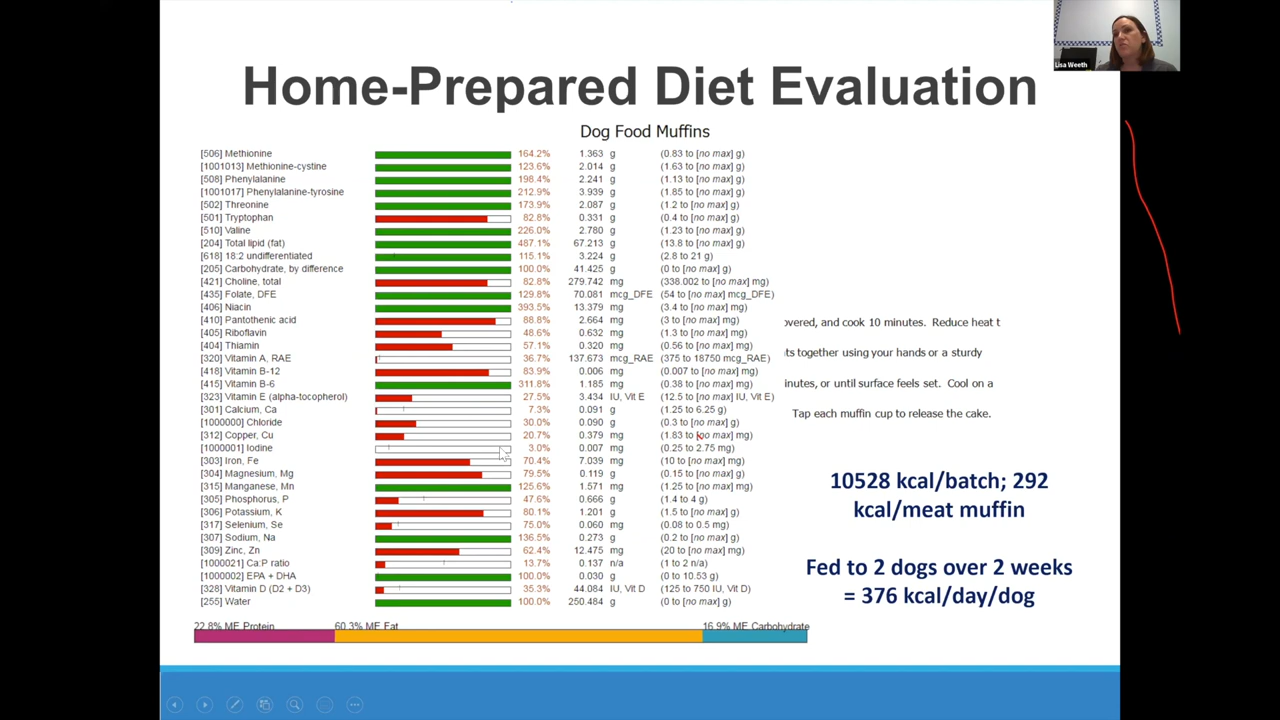 Lisa Weeth
Home-Prepared Diet Evaluation
Dog Food Muffins
[506] Methionine 164.2% 1.363 g (0.83 to [no max] g)
[1001013] Methionine-cystine 123.6% 2.014 g (1.63 to [no max] g)
[508] Phenylalanine 198.4% 2.241 g (1.13 to [no max] g)
[1001017] Phenylalanine-tyrosine 212.9% 3.939 g (1.85 to [no max] g)
[502] Threonine 173.9% 2.087 g (1.2 to [no max] g)
[501] Tryptophan 82.8% 0.331 g (0.4 to [no max] g)
[510] Valine 226.0% 2.780 g (1.23 to [no max] g)
[204] Total lipid (fat) 487.1% 67.213 g (13.8 to [no max] g)
[618] 18:2 undifferentiated 115.1% 3.224 g (2.8 to 21 g)
[205] Carbohydrate, by difference 100.0% 41.425 g (0 to [no max] g)
[421] Choline, total 82.8% 279.742 mg (338.002 to [no max] mg)
[435] Folate, DFE 129.8% 70.081 mcg_DFE (54 to [no max] mcg_DFE)
[406] Niacin 393.5% 13.379 mg (3.4 to [no max] mg)
[410] Pantothenic acid 88.8% 2.664 mg (3 to [no max] mg)
[405] Riboflavin 48.6% 0.632 mg (1.3 to [no max] mg)
[404] Thiamin 57.1% 0.320 mg (0.56 to [no max] mg)
[320] Vitamin A, RAE 36.7% 137.673 mcg_RAE (375 to 18750 mcg_RAE)
[418] Vitamin B-12 83.9% 0.006 mg (0.007 to [no max] mg)
[415] Vitamin B-6 311.8% 1.185 mg (0.38 to [no max] mg)
[323] Vitamin E (alpha-tocopherol) 27.5% 3.434 IU, Vit E (12.5 to [no max] IU, Vit E)
[301] Calcium, Ca 7.3% 0.091 g (1.25 to 6.25 g)
[1000000] Chloride 30.0% 0.090 g (0.3 to [no max] g)
[312] Copper, Cu 20.7% 0.379 mg (1.83 to [no max] mg)
[1000001] Iodine 3.0% 0.007 mg (0.25 to 2.75 mg)
[303] Iron, Fe 70.4% 7.039 mg (10 to [no max] mg)
[304] Magnesium, Mg 79.5% 0.119 g (0.15 to [no max] g)
[315] Manganese, Mn 125.6% 1.571 mg (1.25 to [no max] mg)
[305] Phosphorus, P 47.6% 0.666 g (1.4 to 4 g)
[306] Potassium, K 80.1% 1.201 g (1.5 to [no max] g)
[317] Selenium, Se 75.0% 0.060 mg (0.08 to 0.5 mg)
[307] Sodium, Na 136.5% 0.273 g (0.2 to [no max] g)
[309] Zinc, Zn 62.4% 12.475 mg (20 to [no max] mg)
[1000021] Ca:P ratio 13.7% 0.137 n/a (1 to 2 n/a)
[1000002] EPA + DHA 100.0% 0.030 g (0 to 10.53 g)
[328] Vitamin D (D2 + D3) 35.3% 44.084 IU, Vit D (125 to 750 IU, Vit D)
[255] Water 100.0% 250.484 g (0 to [no max] g)
22.8% ME Protein 60.3% ME Fat 16.9% ME Carbohydrate
overed, and cook 10 minutes. Reduce heat t
ts together using your hands or a sturdy
inutes, or until surface feels set. Cool on a
Tap each muffin cup to release the cake.
10528 kcal/batch; 292
kcal/meat muffin
Fed to 2 dogs over 2 weeks
= 376 kcal/day/dog